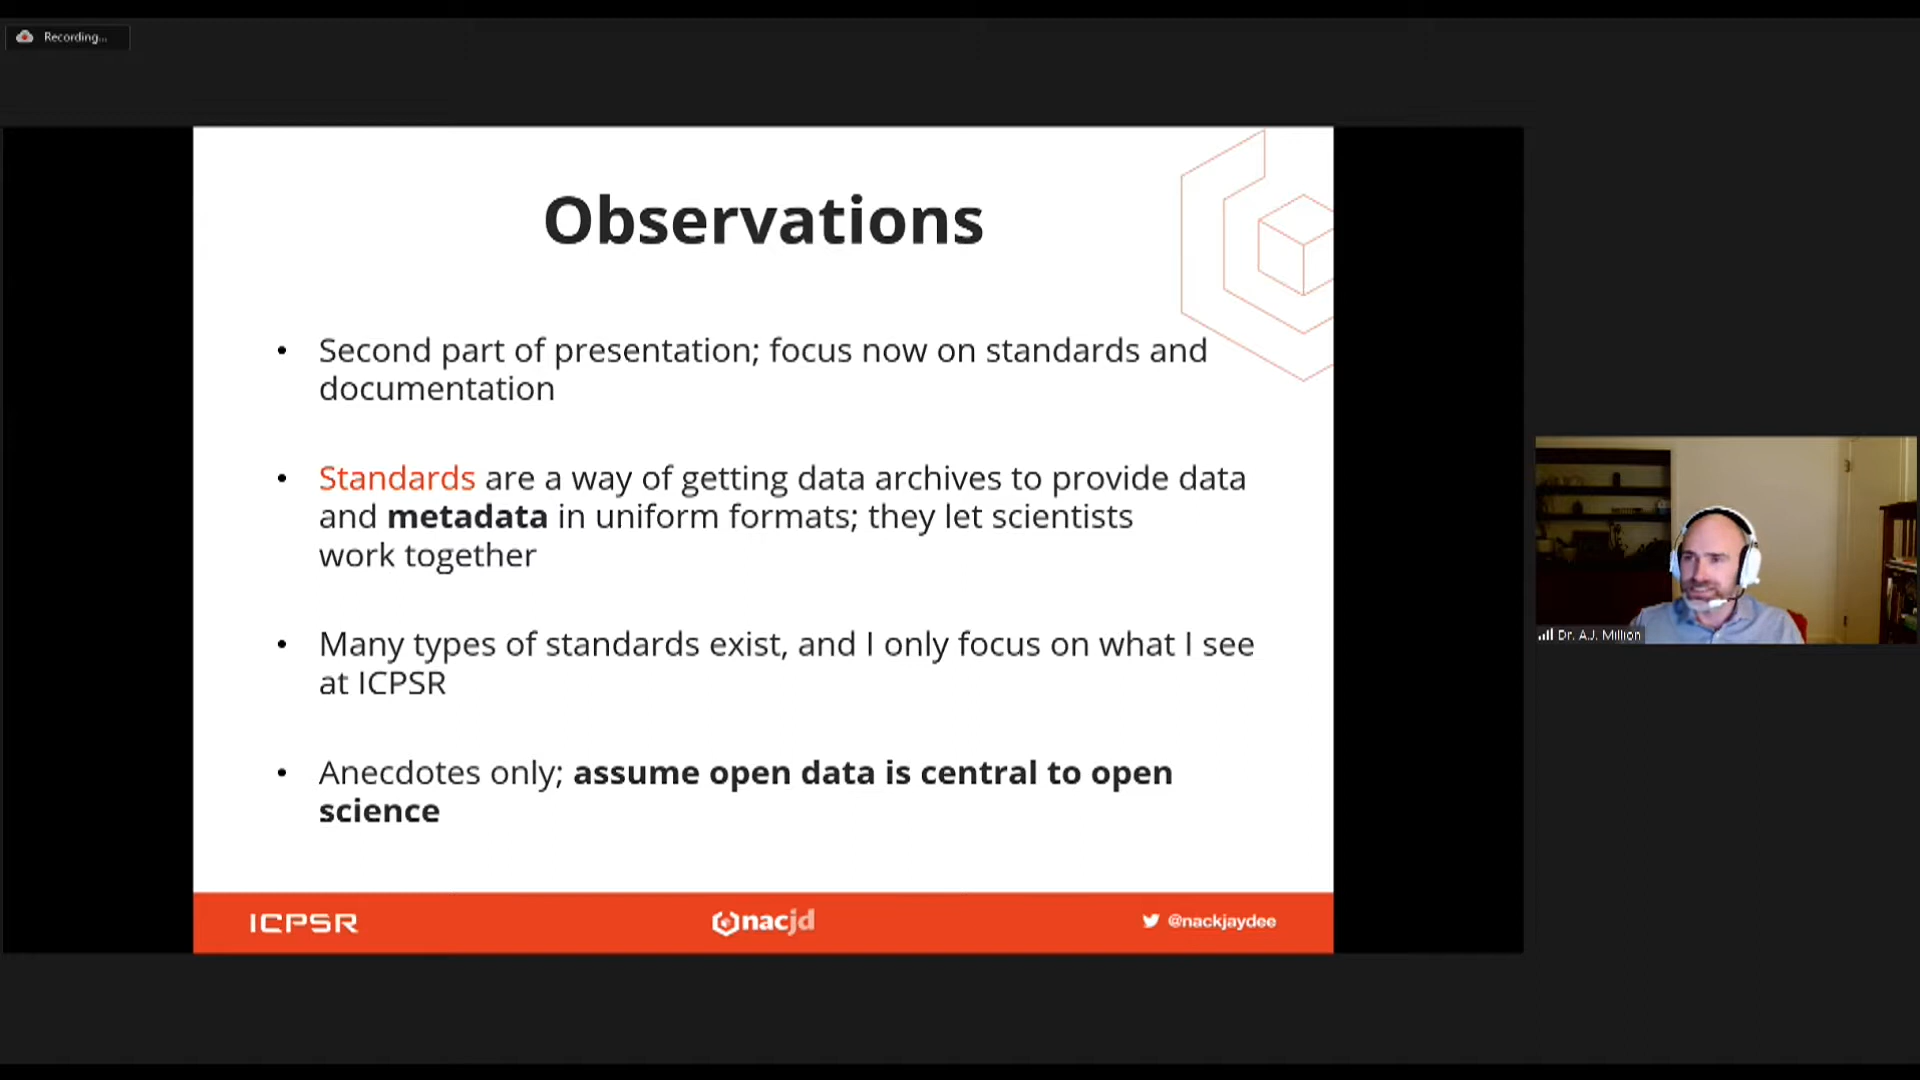 Recording...
Observations
• Second part of presentation; focus now on standards and
documentation
• Standards are a way of getting data archives to provide data
and metadata in uniform formats; they let scientists
work together
• Many types of standards exist, and I only focus on what I see
at ICPSR
• Anecdotes only; assume open data is central to open
science
Dr. A.J. Million
ICPSR
nacjd
@nackjaydee